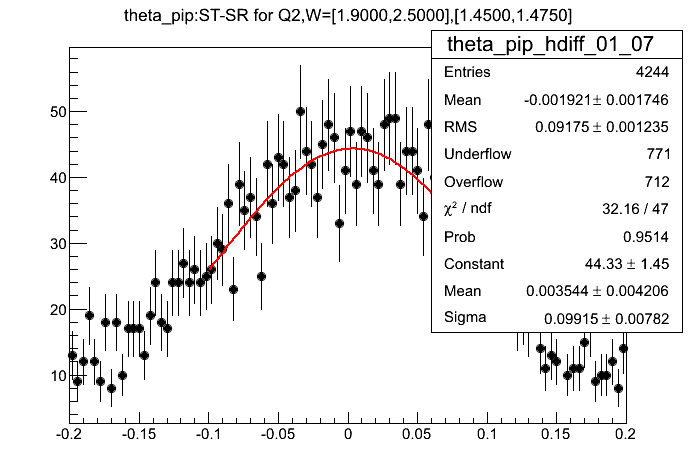 theta_pip:ST-SR for Q2,W=[1.9000,2.5000],[1.4500,1.4750]
theta_pip_hdiff_01_07
Entries 4244
Mean -0.001921± 0.001746
RMS 0.09175 ± 0.001235
Underflow 771
Overflow 712
χ² / ndf 32.16 / 47
Prob 0.9514
Constant 44.33 ± 1.45
Mean 0.003544 ± 0.004206
Sigma 0.09915 ± 0.00782
50
40
30
20
10
-0.2 -0.15 -0.1 -0.05 0 0.05 0.1 0.15 0.2